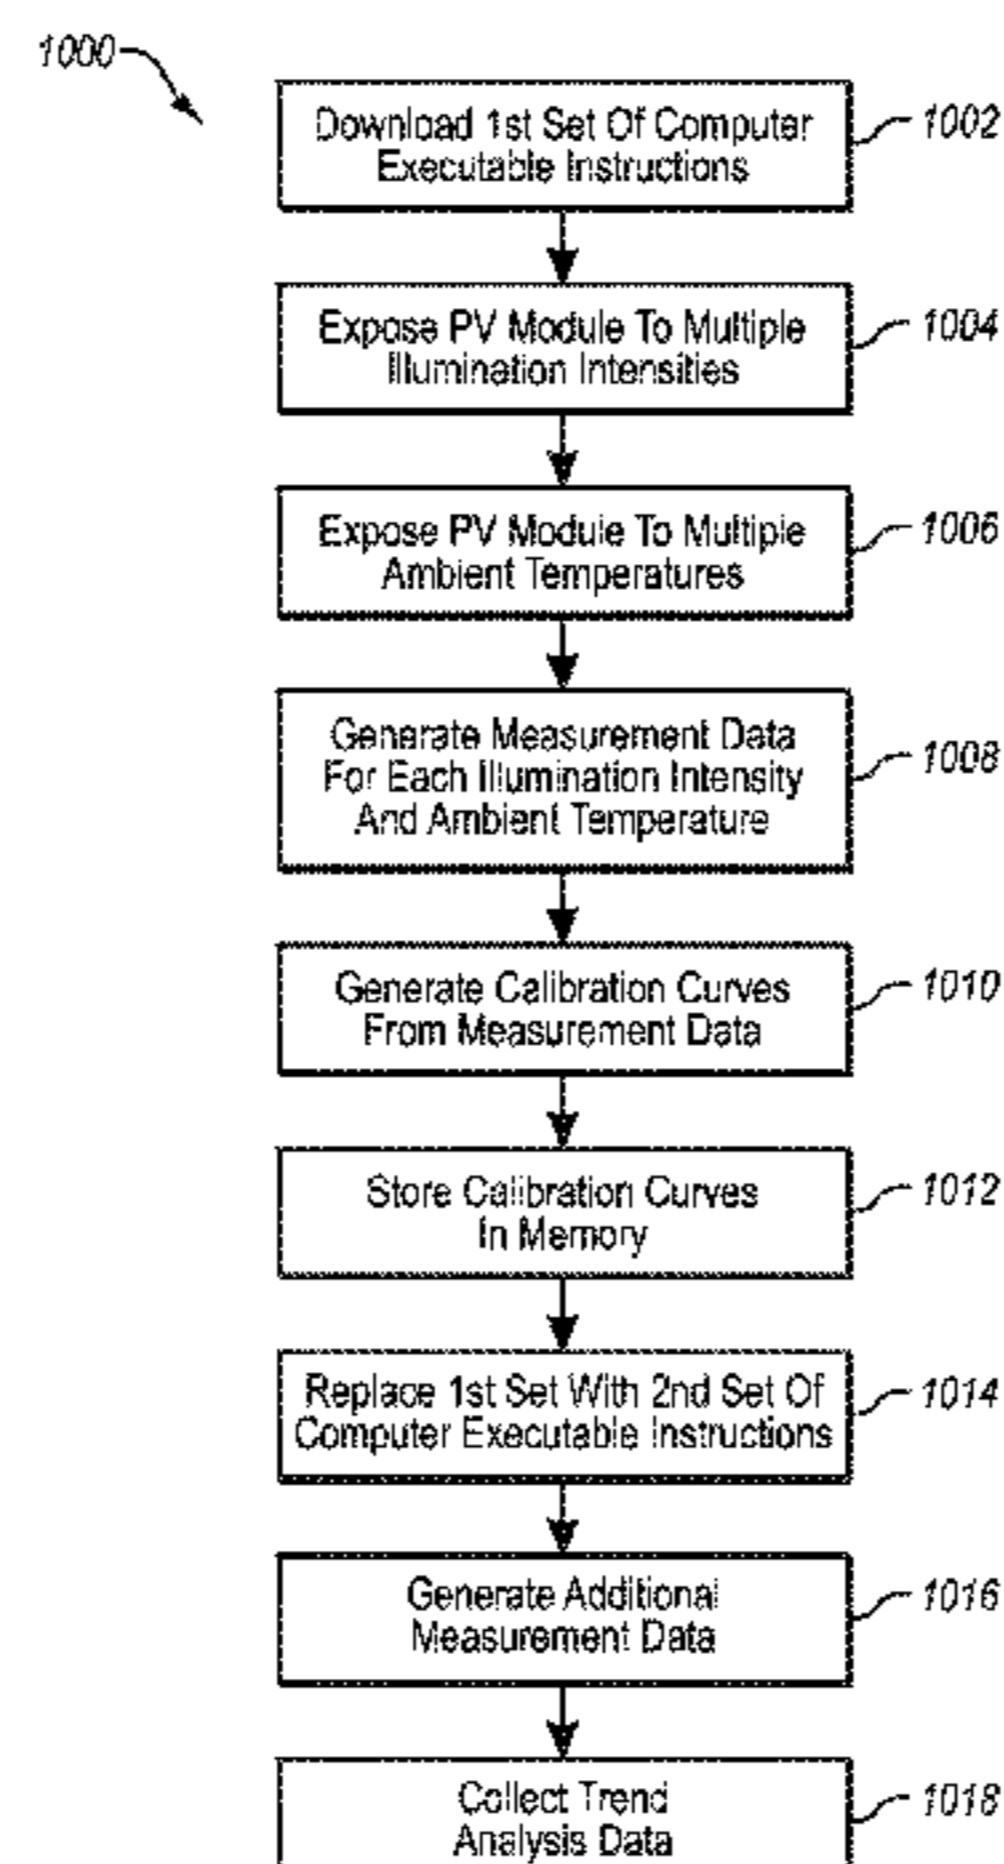 1000
Download 1st Set Of Computer
Executable Instructions
1002
Expose PV Module To Multiple
Illumination Intensities
1004
Expose PV Module To Multiple
Ambient Temperatures
1006
Generate Measurement Data
For Each Illumination Intensity
And Ambient Temperature
1008
Generate Calibration Curves
From Measurement Data
1010
Store Calibration Curves
In Memory
1012
Replace 1st Set With 2nd Set Of
Computer Executable Instructions
1014
Generate Additional
Measurement Data
1016
Collect Trend
Analysis Data
1018